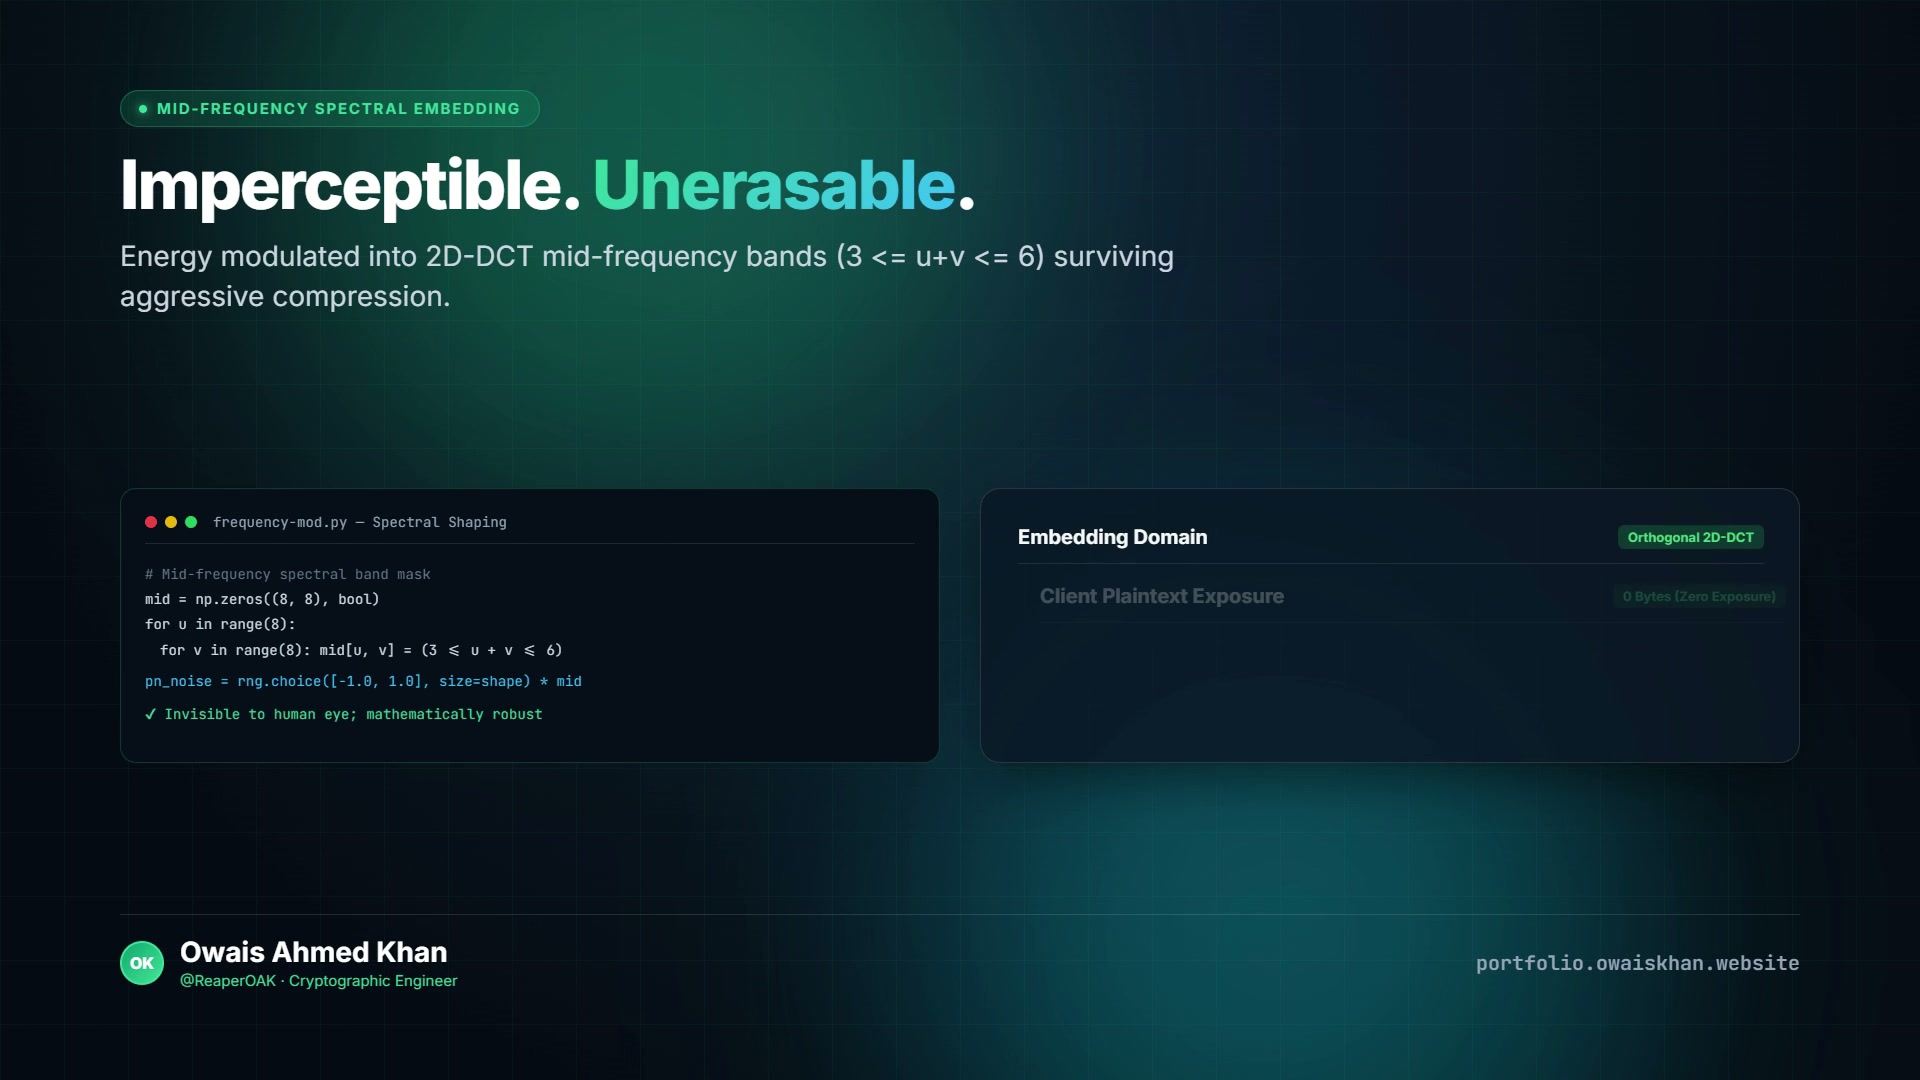 MID-FREQUENCY SPECTRAL EMBEDDING
Imperceptible. Unerasable.
Energy modulated into 2D-DCT mid-frequency bands (3 <= u+v <= 6) surviving
aggressive compression.
frequency-mod.py — Spectral Shaping
# Mid-frequency spectral band mask
mid = np.zeros((8, 8), bool)
for u in range(8):
for v in range(8): mid[u, v] = (3 ≤ u + v ≤ 6)
pn_noise = rng.choice([-1.0, 1.0], size=shape) * mid
✓ Invisible to human eye; mathematically robust
Embedding Domain
Orthogonal 2D-DCT
Client Plaintext Exposure
0 Bytes (Zero Exposure)
OK
Owais Ahmed Khan
@ReaperOAK · Cryptographic Engineer
portfolio.owaiskhan.website